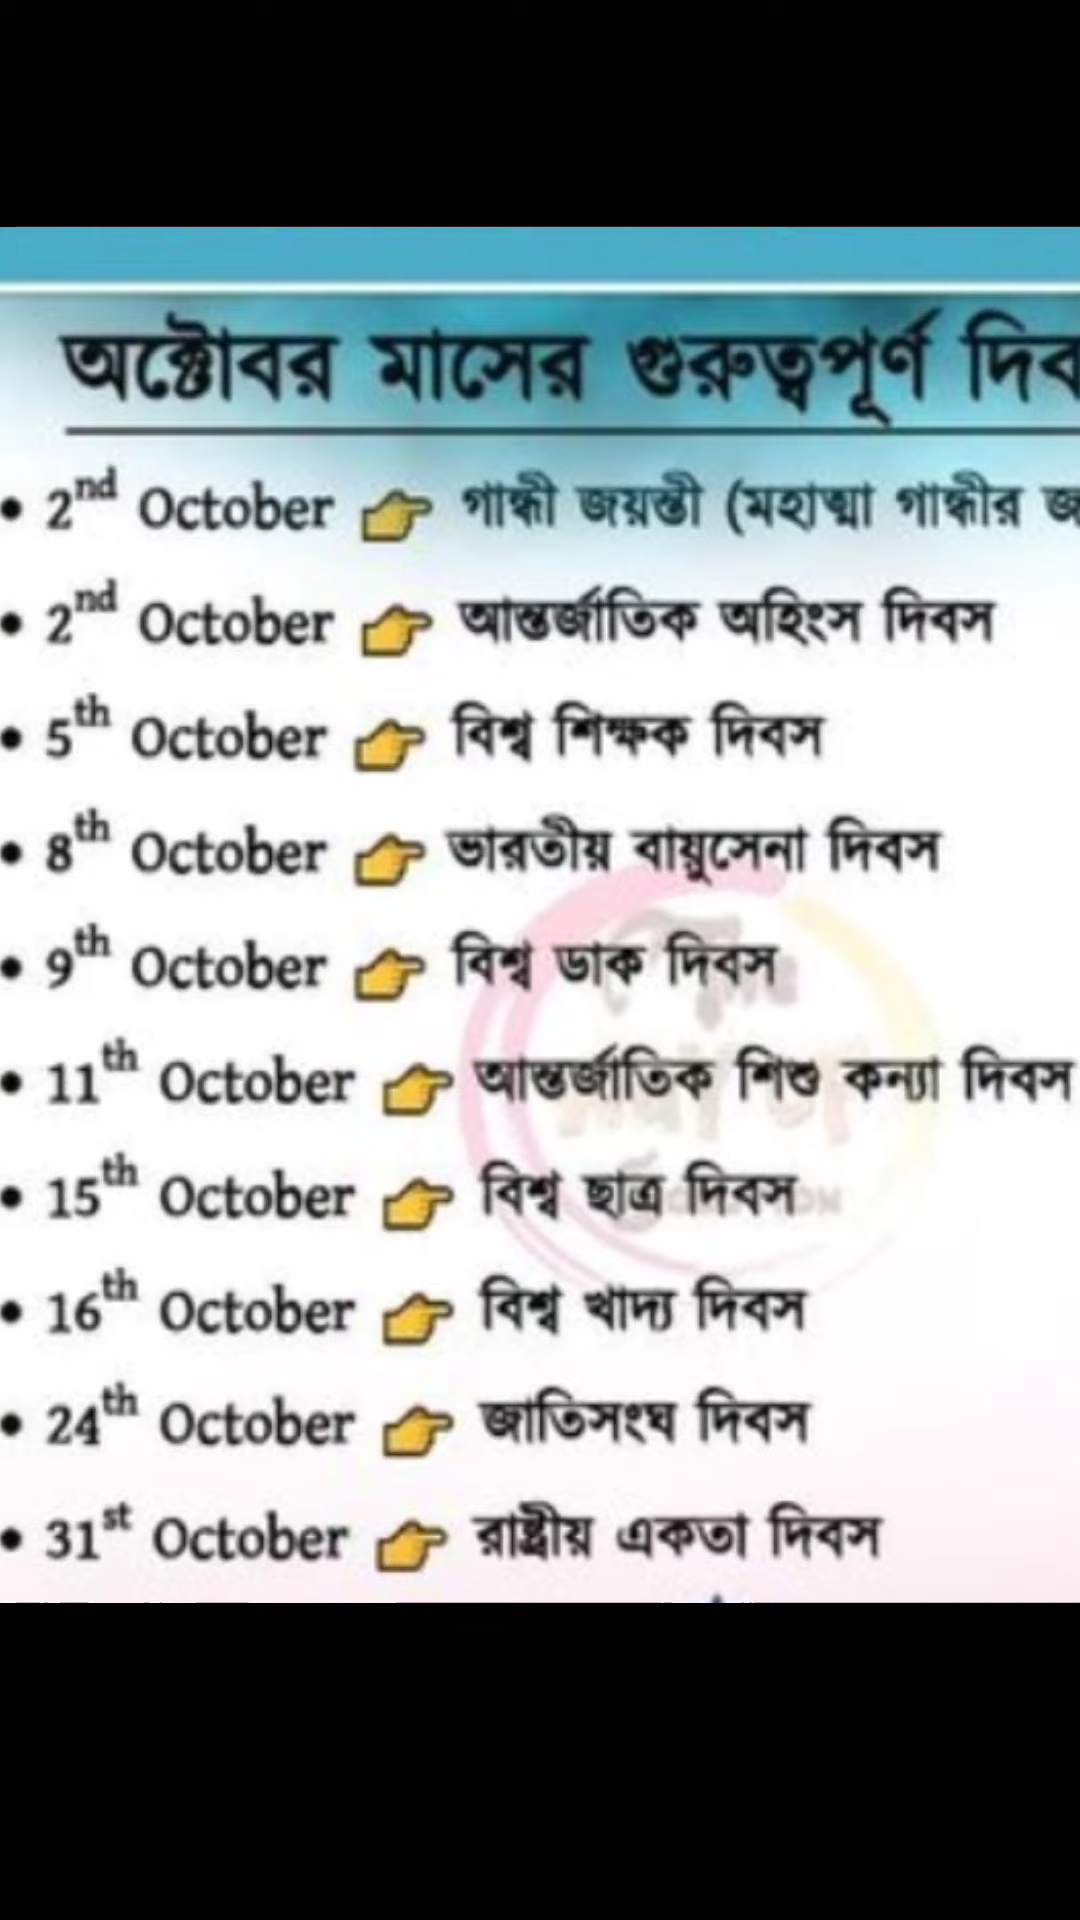 অক্টোবর মাসের গুরুত্বপূর্ণ
• 2nd October 👉 গান্ধী জয়ন্তী (মহাত্মা গান্ধীর
• 2nd October 👉 আন্তর্জাতিক অহিংস দিবস
• 5th October 👉 বিশ্ব শিক্ষক দিবস
• 8th October 👉 ভারতীয় বায়ুসেনা দিবস
• 9th October 👉 বিশ্ব ডাক দিবস
• 11th October 👉 আন্তর্জাতিক শিশু কন্যা দিবস
• 15th October 👉 বিশ্ব ছাত্র দিবস
• 16th October 👉 বিশ্ব খাদ্য দিবস
• 24th October 👉 জাতিসংঘ দিবস
• 31st October 👉 রাষ্ট্রীয় একতা দিবস